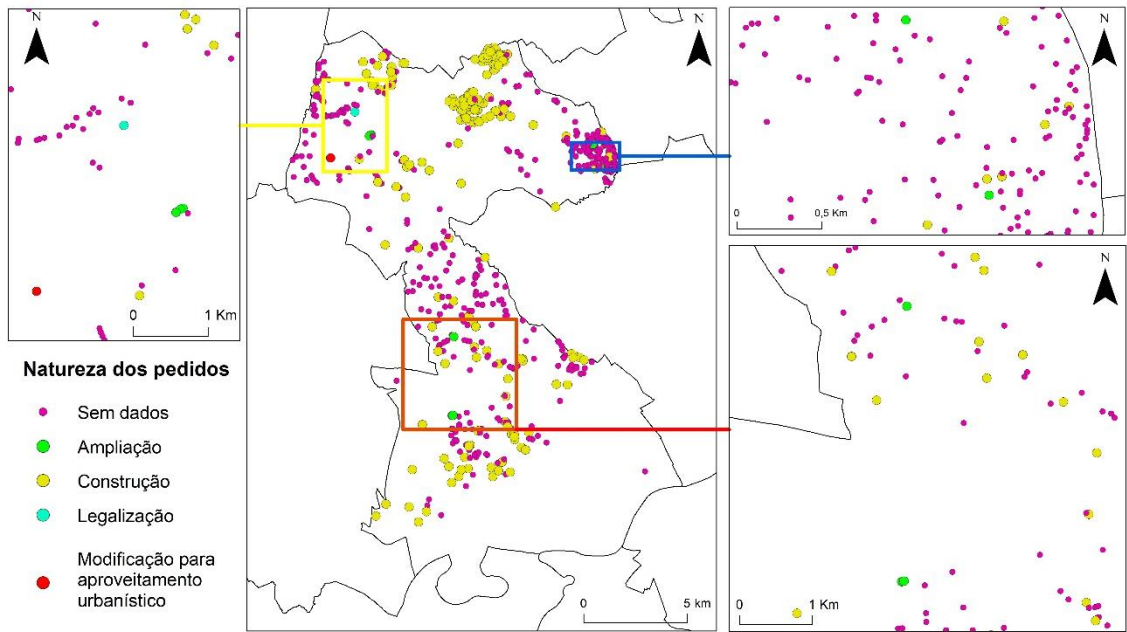 N
1 Km
Natureza dos pedidos
Sem dados
Ampliação
Construção
Legalização
Modificação para
aproveitamento
urbanístico
N
0
5 km
N
0
0,5 Km
N
0
1 Km